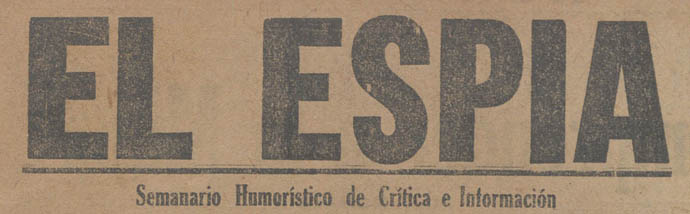 EL ESPIA
Semanario Humorístico de Crítica e Información